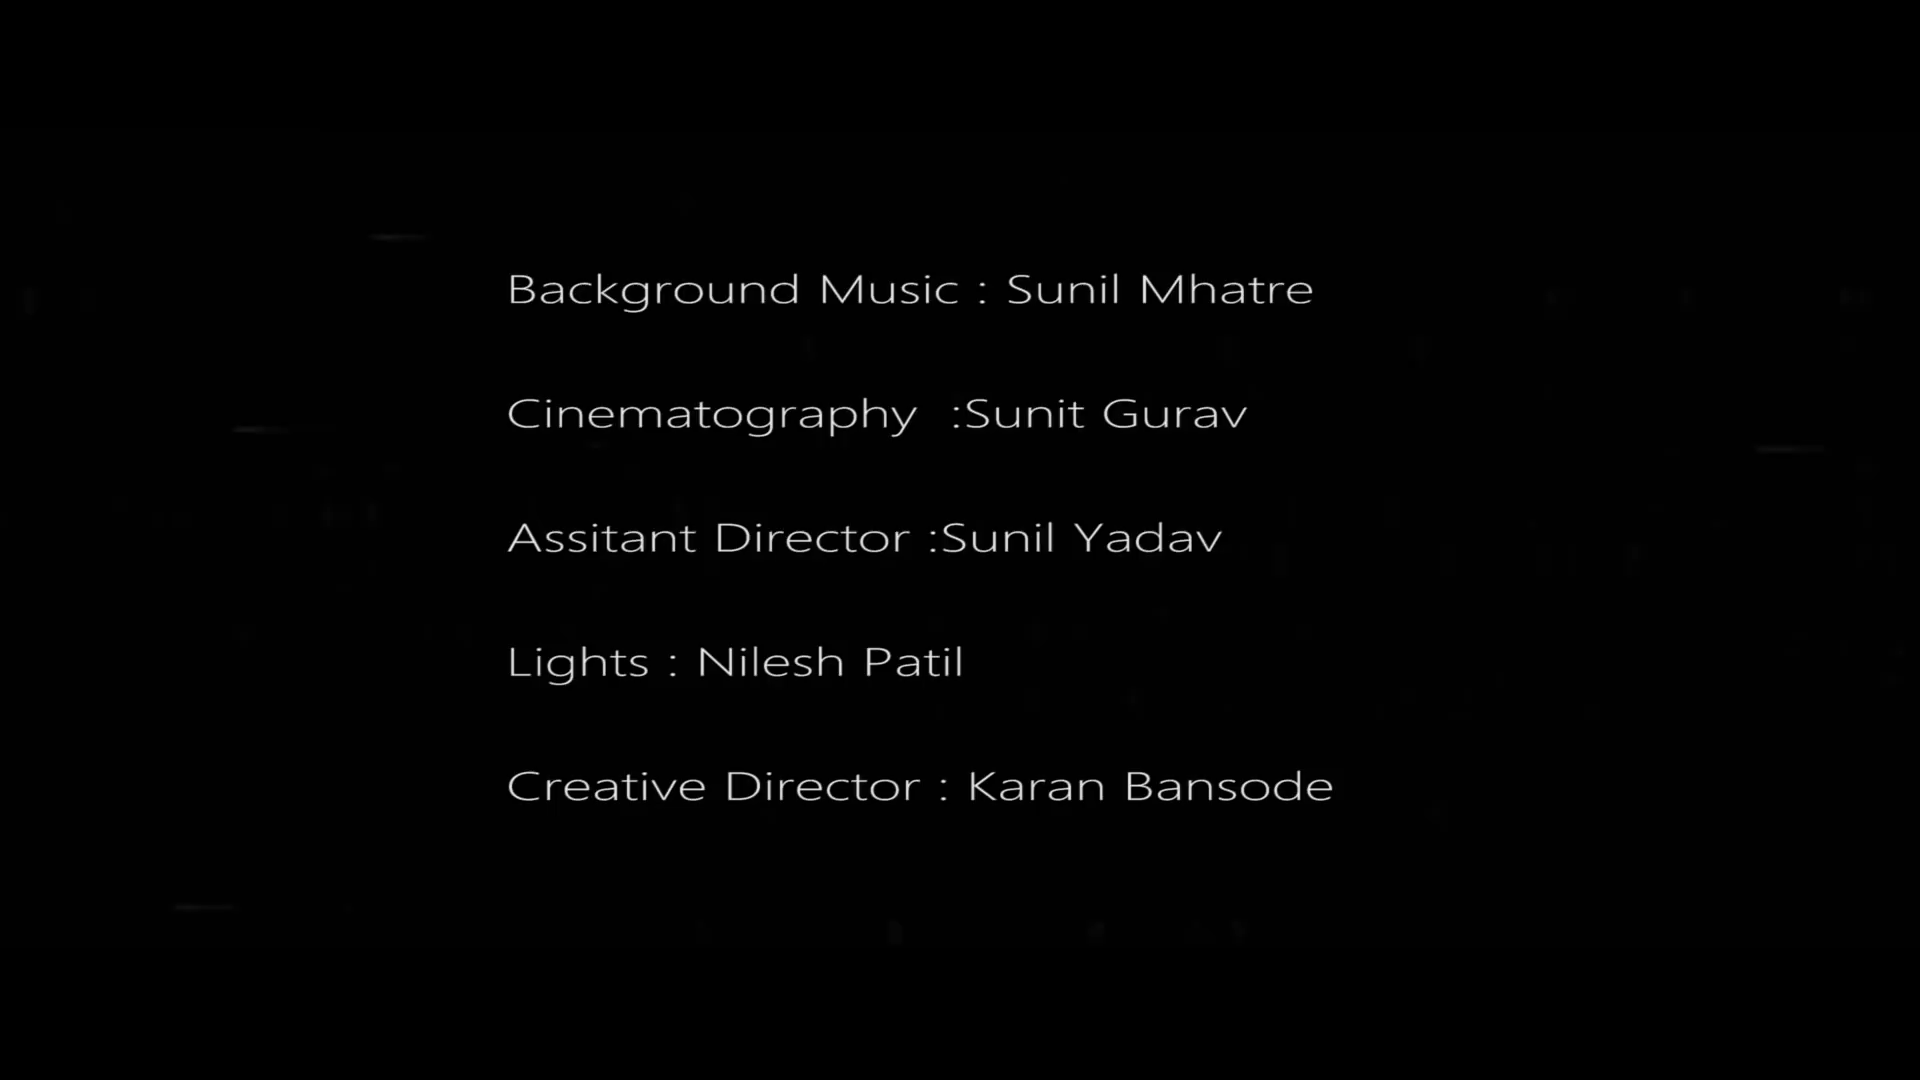 Background Music : Sunil Mhatre
Cinematography  :Sunit Gurav
Assitant Director :Sunil Yadav
Lights : Nilesh Patil
Creative Director : Karan Bansode